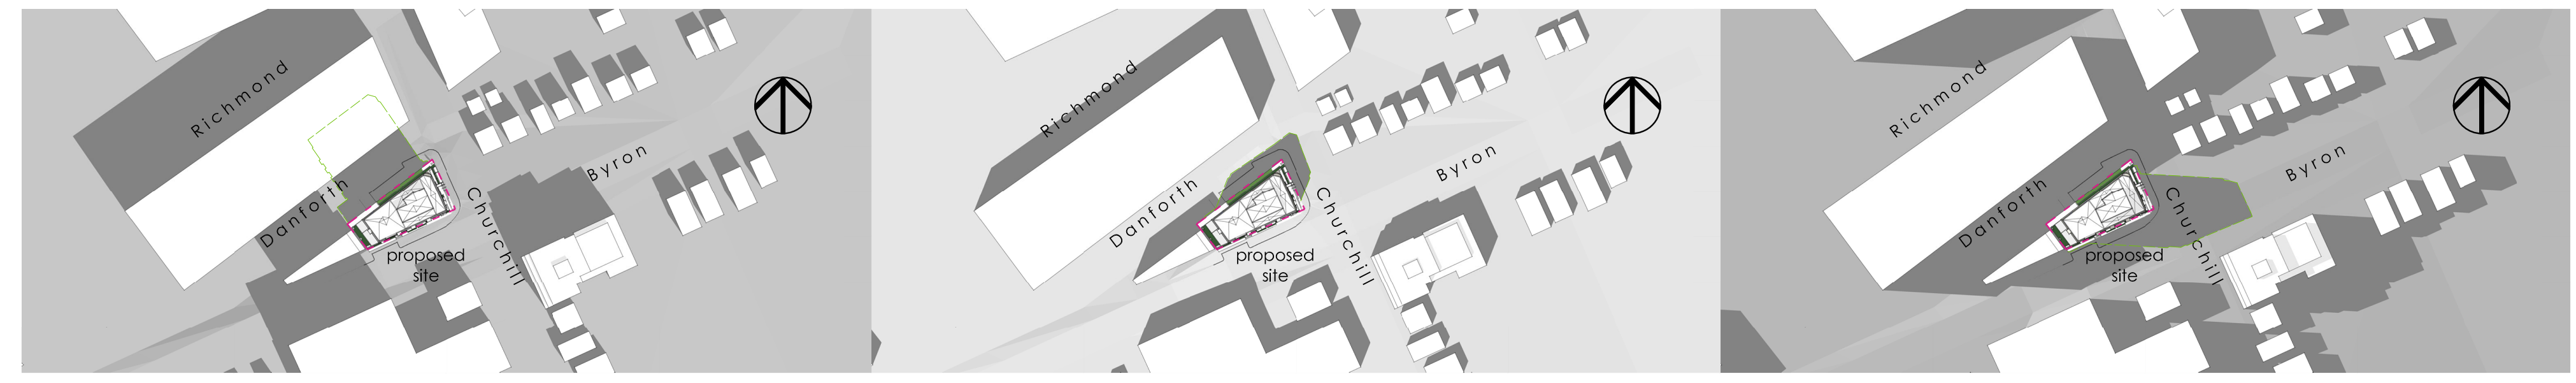 Richmond
Danforth
Byron
Churchill
proposed
site
Richmond
Danforth
Byron
Churchill
proposed
site
Richmond
Danforth
Byron
Churchill
proposed
site